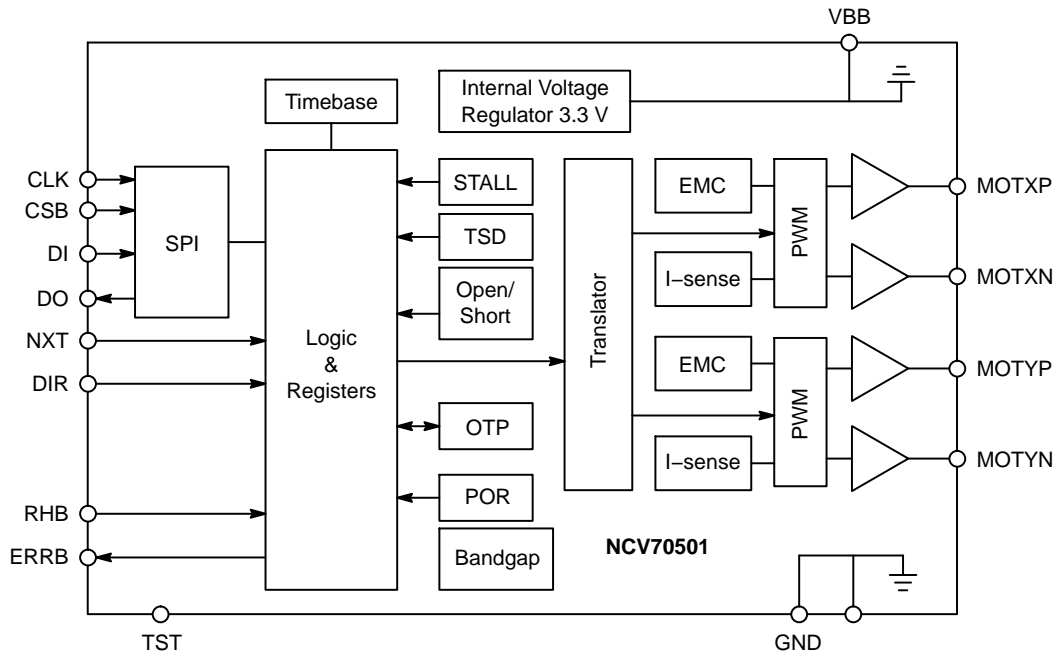 VBB
Timebase
Internal Voltage
Regulator 3.3 V
CLK
CSB
DI
DO
NXT
DIR
RHB
ERRB
SPI
Logic
&
Registers
STALL
TSD
Open/
Short
OTP
POR
Bandgap
Translator
EMC
I−sense
PWM
EMC
I−sense
PWM
MOTXP
MOTXN
MOTYP
MOTYN
NCV70501
TST
GND